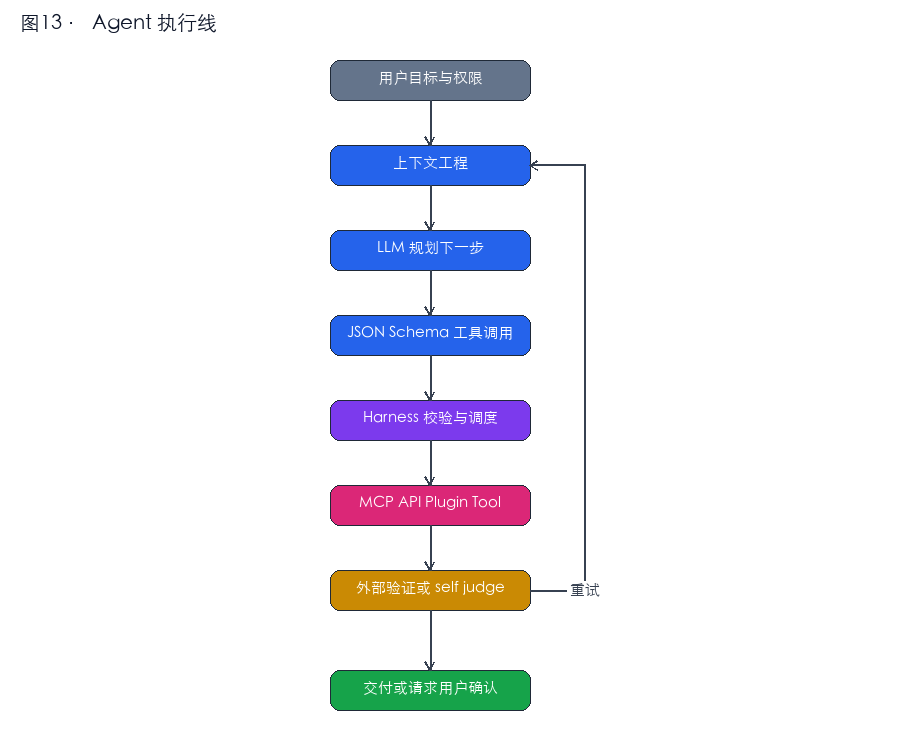 图13 · Agent 执行线
用户目标与权限
上下文工程
LLM 规划下一步
JSON Schema 工具调用
Harness 校验与调度
MCP API Plugin Tool
外部验证或 self judge
重试
交付或请求用户确认